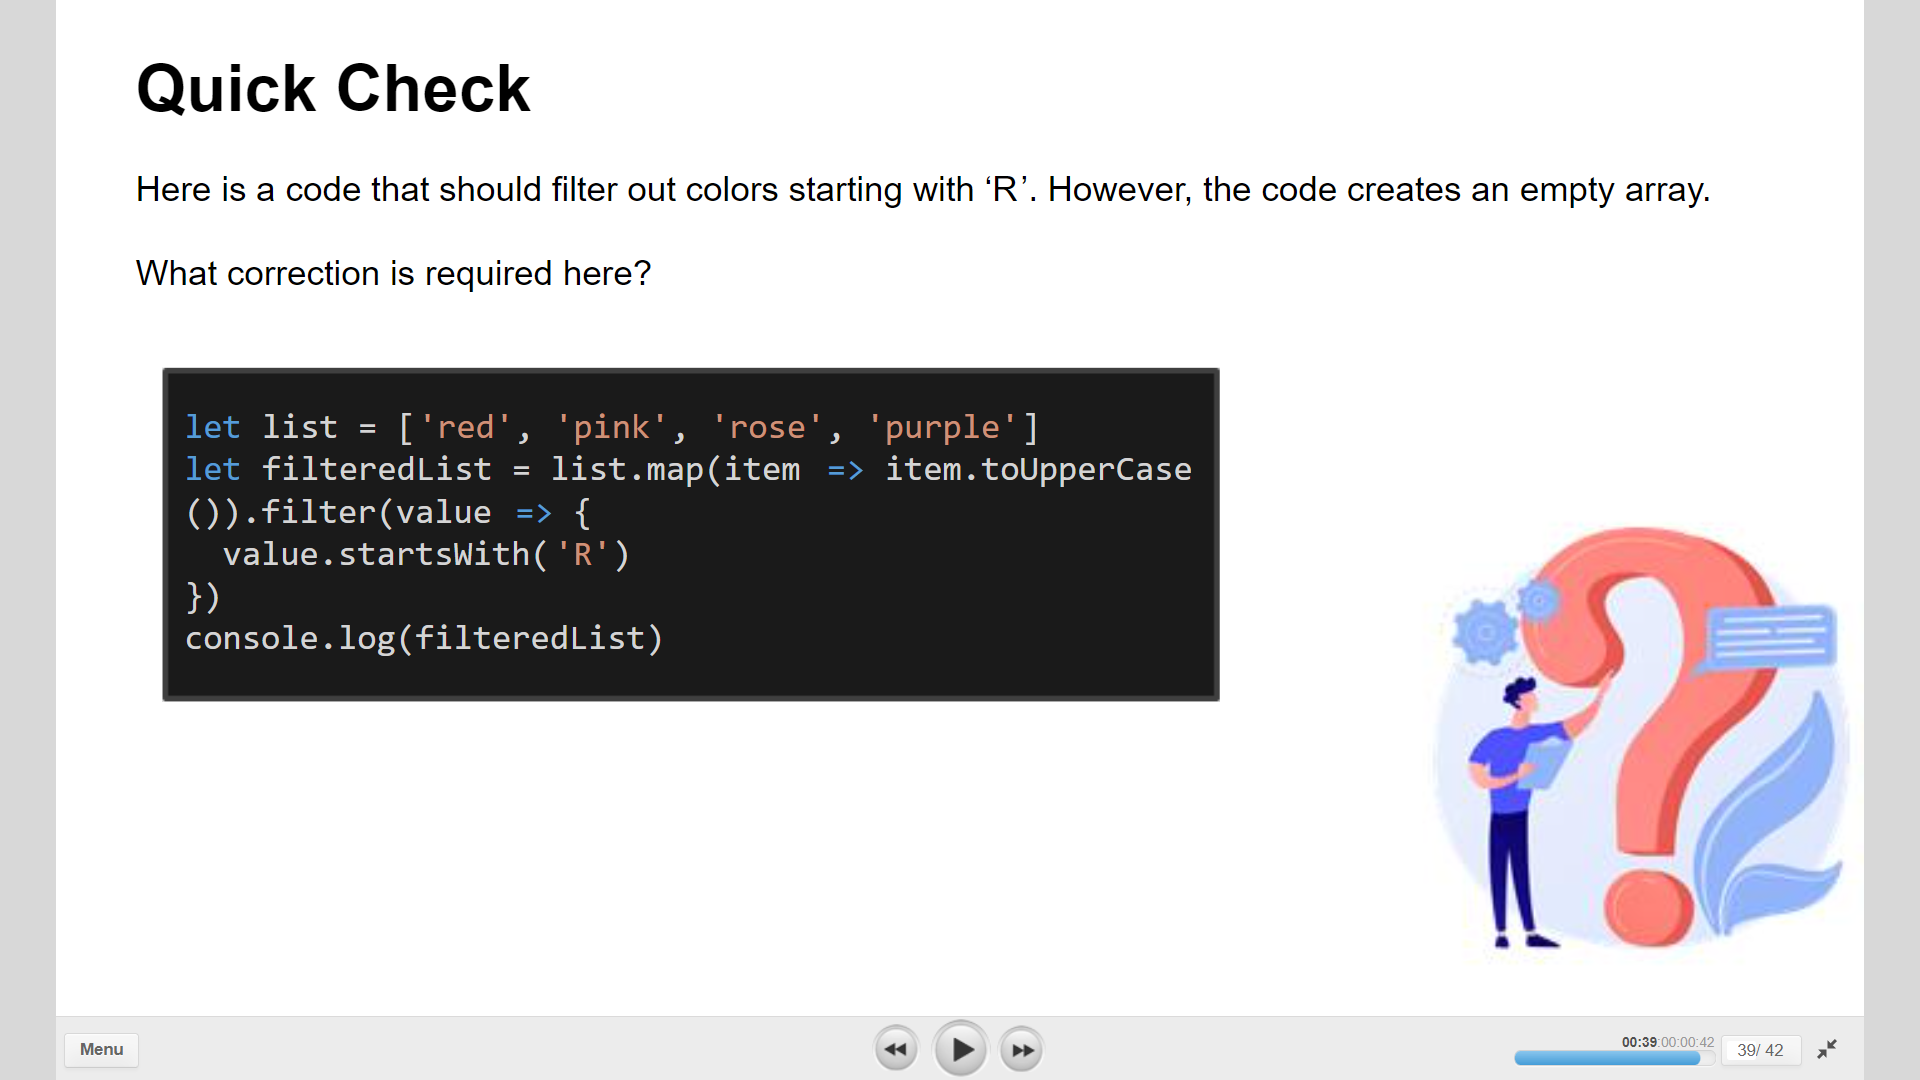 Quick Check
Here is a code that should filter out colors starting with ‘R’. However, the code creates an empty array.
What correction is required here?
let list = ['red', 'pink', 'rose', 'purple']
let filteredList = list.map(item => item.toUpperCase
()).filter(value => {
  value.startsWith('R')
})
console.log(filteredList)
Menu
00:39:00:00:42
39/ 42